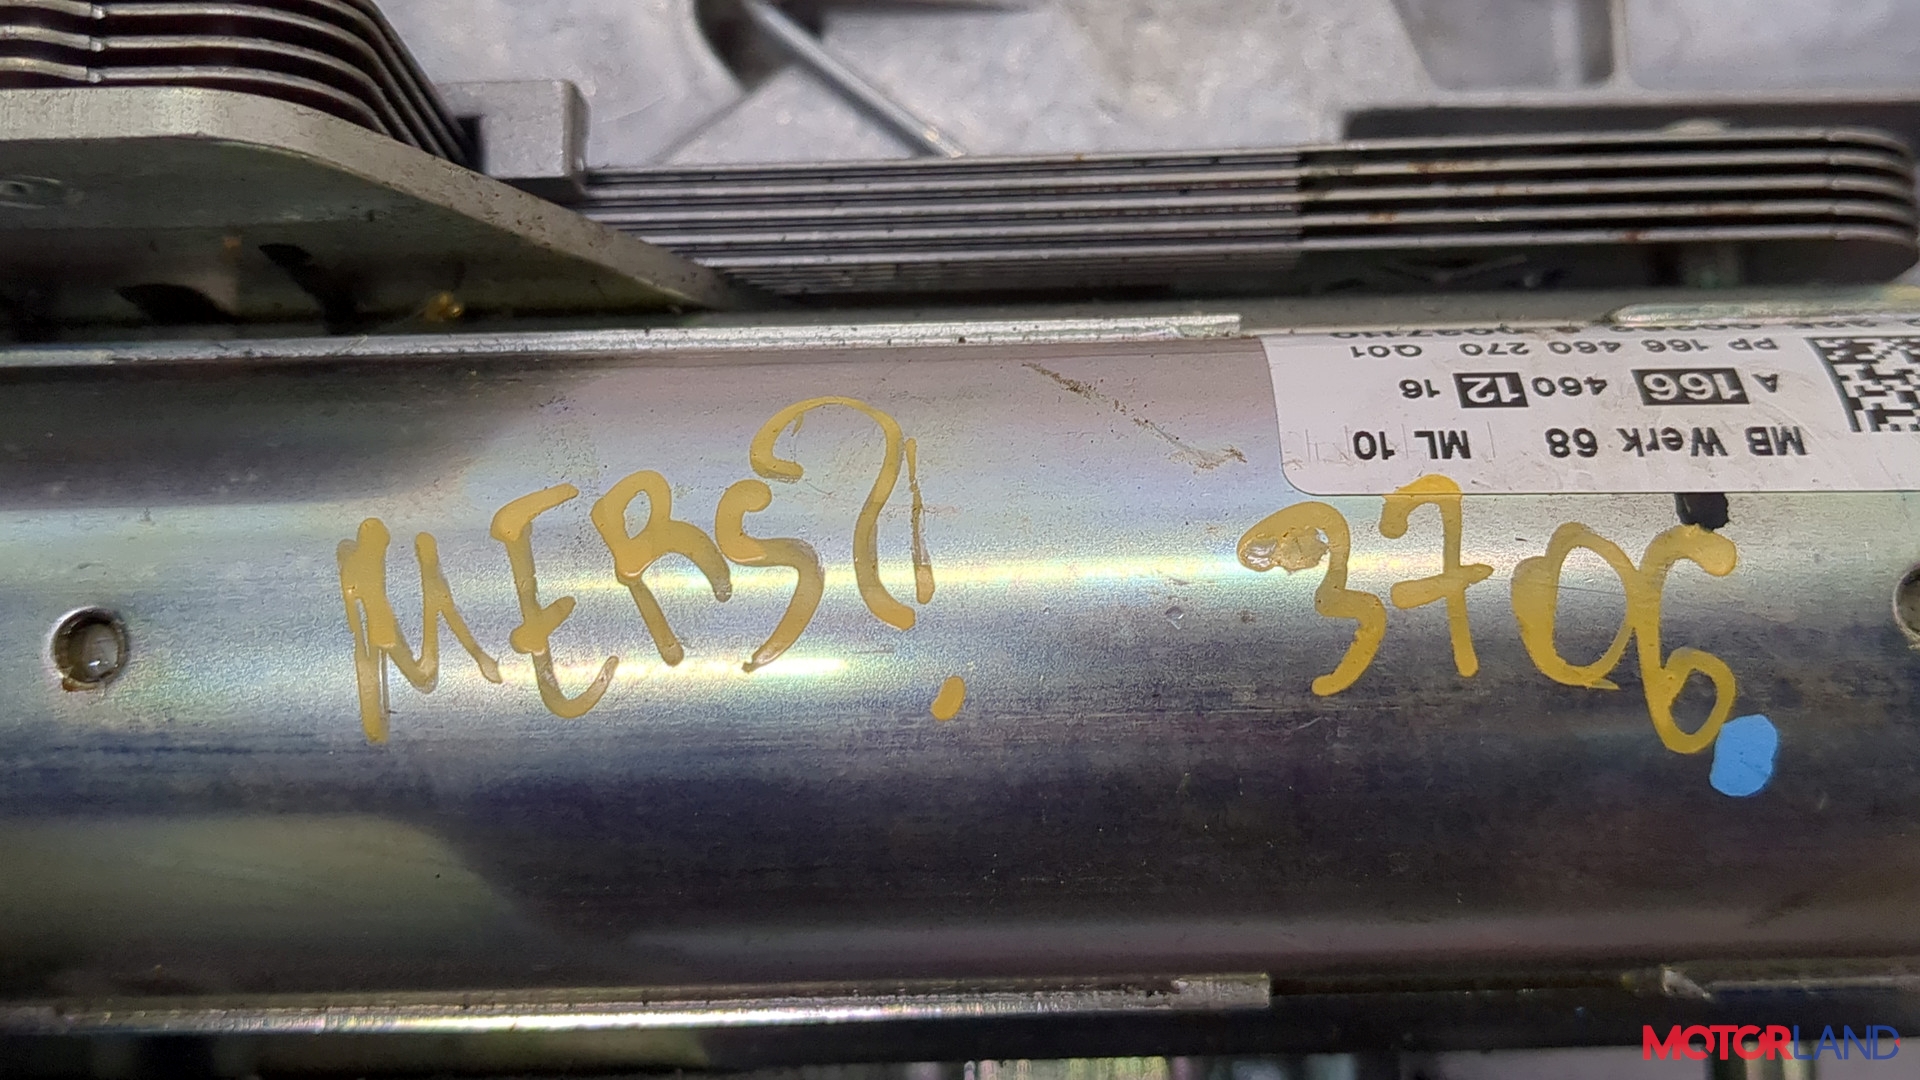 MERS?!
3706
MB Werk 68 ML 10
A 166 460 12 16
PP 166 460 270 Q01
MOTORLAND